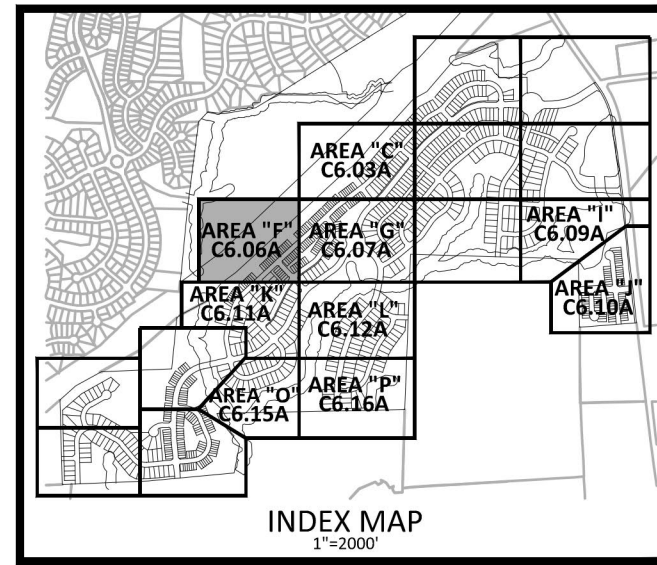 AREA "C"
C6.03A
AREA "F"
C6.06A
AREA "G"
C6.07A
AREA "I"
C6.09A
AREA "J"
C6.10A
AREA "K"
C6.11A
AREA "L"
C6.12A
AREA "O"
C6.15A
AREA "P"
C6.16A
INDEX MAP
1"=2000'